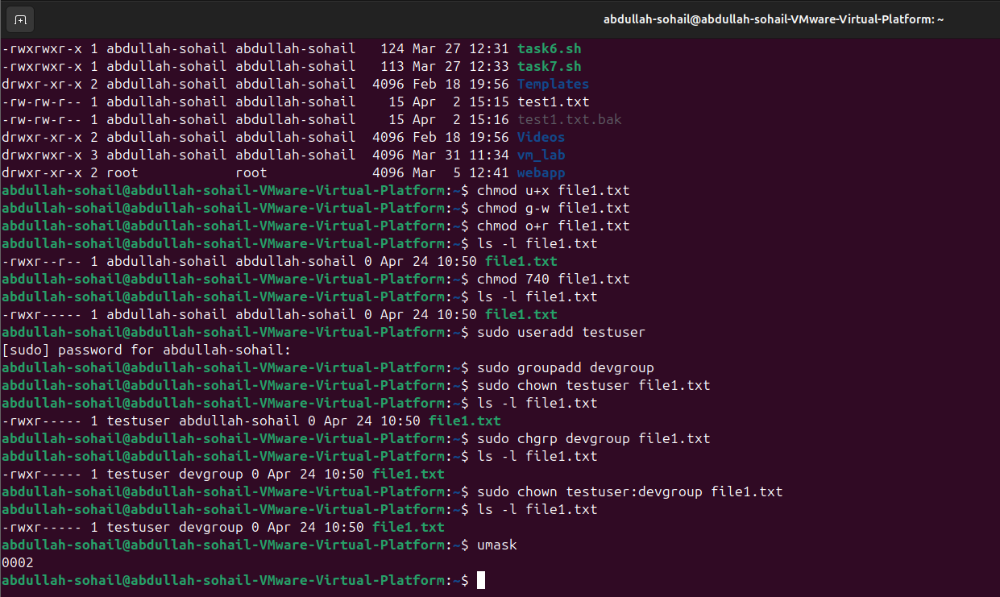 abdullah-sohail@abdullah-sohail-VMware-Virtual-Platform: ~
-rwxrwxr-x 1 abdullah-sohail abdullah-sohail   124 Mar 27 12:31 task6.sh
-rwxrwxr-x 1 abdullah-sohail abdullah-sohail   113 Mar 27 12:33 task7.sh
drwxr-xr-x 2 abdullah-sohail abdullah-sohail  4096 Feb 18 19:56 Templates
-rw-rw-r-- 1 abdullah-sohail abdullah-sohail    15 Apr  2 15:15 test1.txt
-rw-rw-r-- 1 abdullah-sohail abdullah-sohail    15 Apr  2 15:16 test1.txt.bak
drwxr-xr-x 2 abdullah-sohail abdullah-sohail  4096 Feb 18 19:56 Videos
drwxrwxr-x 3 abdullah-sohail abdullah-sohail  4096 Mar 31 11:34 vm_lab
drwxr-xr-x 2 root            root             4096 Mar  5 12:41 webapp
abdullah-sohail@abdullah-sohail-VMware-Virtual-Platform:~$ chmod u+x file1.txt
abdullah-sohail@abdullah-sohail-VMware-Virtual-Platform:~$ chmod g-w file1.txt
abdullah-sohail@abdullah-sohail-VMware-Virtual-Platform:~$ chmod o+r file1.txt
abdullah-sohail@abdullah-sohail-VMware-Virtual-Platform:~$ ls -l file1.txt
-rwxr--r-- 1 abdullah-sohail abdullah-sohail 0 Apr 24 10:50 file1.txt
abdullah-sohail@abdullah-sohail-VMware-Virtual-Platform:~$ chmod 740 file1.txt
abdullah-sohail@abdullah-sohail-VMware-Virtual-Platform:~$ ls -l file1.txt
-rwxr----- 1 abdullah-sohail abdullah-sohail 0 Apr 24 10:50 file1.txt
abdullah-sohail@abdullah-sohail-VMware-Virtual-Platform:~$ sudo useradd testuser
[sudo] password for abdullah-sohail:
abdullah-sohail@abdullah-sohail-VMware-Virtual-Platform:~$ sudo groupadd devgroup
abdullah-sohail@abdullah-sohail-VMware-Virtual-Platform:~$ sudo chown testuser file1.txt
abdullah-sohail@abdullah-sohail-VMware-Virtual-Platform:~$ ls -l file1.txt
-rwxr----- 1 testuser abdullah-sohail 0 Apr 24 10:50 file1.txt
abdullah-sohail@abdullah-sohail-VMware-Virtual-Platform:~$ sudo chgrp devgroup file1.txt
abdullah-sohail@abdullah-sohail-VMware-Virtual-Platform:~$ ls -l file1.txt
-rwxr----- 1 testuser devgroup 0 Apr 24 10:50 file1.txt
abdullah-sohail@abdullah-sohail-VMware-Virtual-Platform:~$ sudo chown testuser:devgroup file1.txt
abdullah-sohail@abdullah-sohail-VMware-Virtual-Platform:~$ ls -l file1.txt
-rwxr----- 1 testuser devgroup 0 Apr 24 10:50 file1.txt
abdullah-sohail@abdullah-sohail-VMware-Virtual-Platform:~$ umask
0002
abdullah-sohail@abdullah-sohail-VMware-Virtual-Platform:~$